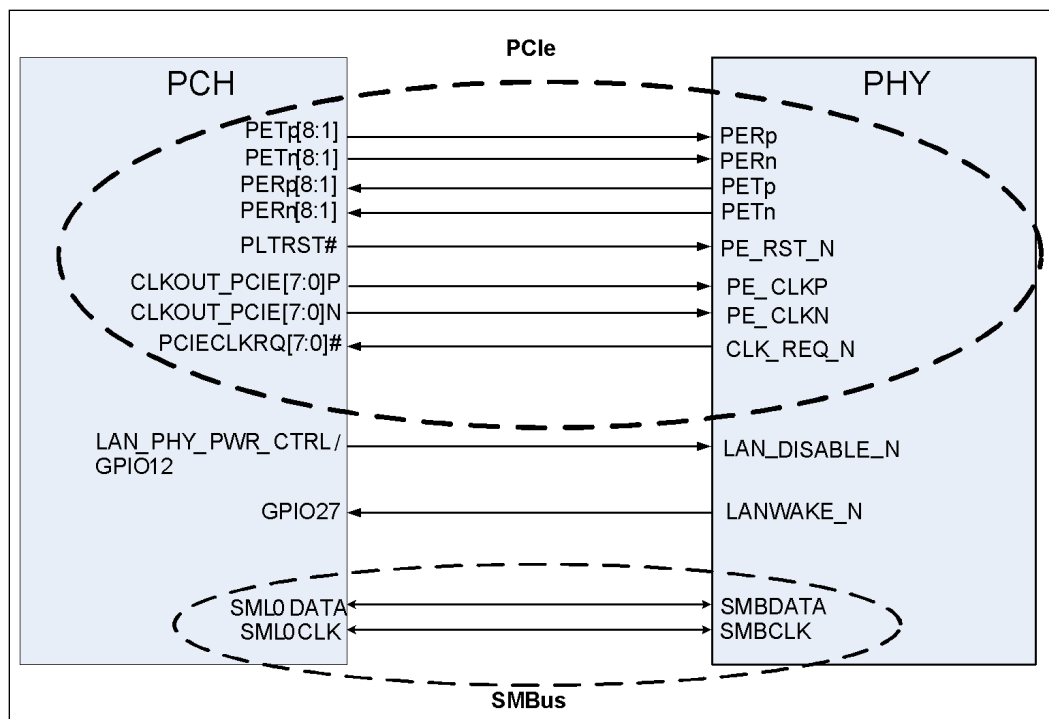 PCIe
PCH PHY
PETp[8:1] PERp
PETn[8:1] PERn
PERp[8:1] PETp
PERn[8:1] PETn
PLTRST# PE_RST_N
CLKOUT_PCIE[7:0]P PE_CLKP
CLKOUT_PCIE[7:0]N PE_CLKN
PCIECLKRQ[7:0]# CLK_REQ_N
LAN_PHY_PWR_CTRL/ LAN_DISABLE_N
GPIO12
GPIO27 LANWAKE_N
SML0DATA SMBDATA
SML0CLK SMBCLK
SMBus